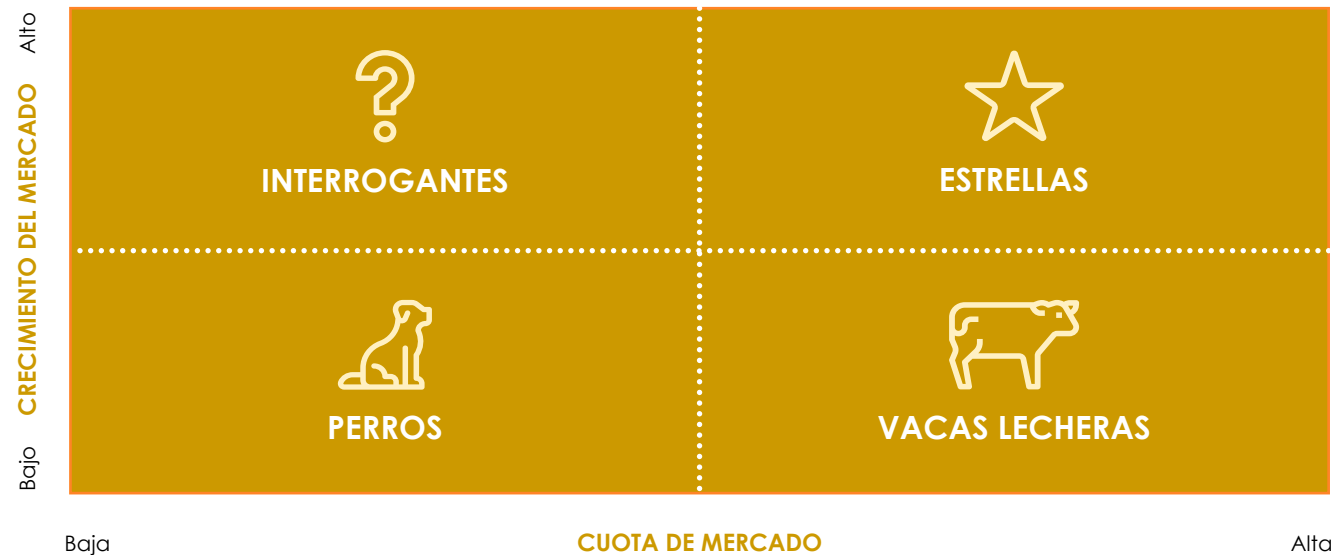 Alto
CRECIMIENTO DEL MERCADO
Bajo
INTERROGANTES
ESTRELLAS
PERROS
VACAS LECHERAS
Baja
CUOTA DE MERCADO
Alta